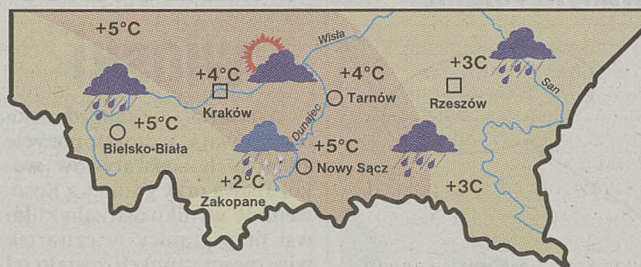 +5°C
Wisła
+4°C
Kraków
+4°C
Tarnów
+3C
Rzeszów
San
+5°C
Bielsko-Biała
Dunajec
+5°C
Nowy Sącz
+2°C
Zakopane
+3C